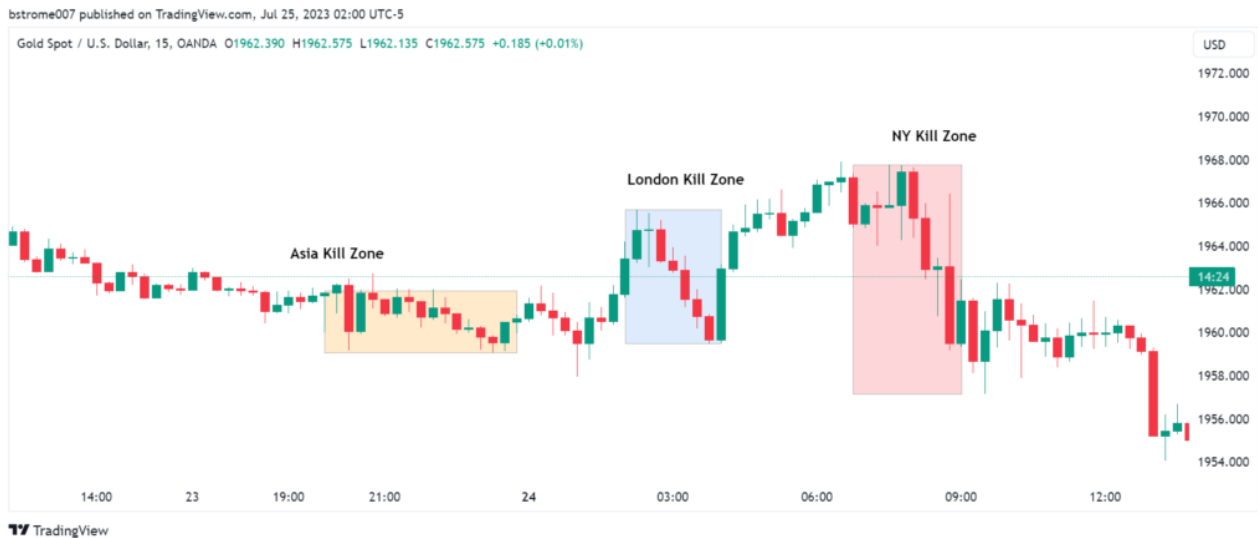 bstrome007 published on TradingView.com, Jul 25, 2023 02:00 UTC-5
Gold Spot / U.S. Dollar, 15, OANDA O1962.390 H1962.575 L1962.135 C1962.575 +0.185 (+0.01%)
USD
1972.000
1970.000
NY Kill Zone
1968.000
London Kill Zone
1966.000
Asia Kill Zone
1964.000
14:24
1962.000
1960.000
1958.000
1956.000
1954.000
14:00 23 19:00 21:00 24 03:00 06:00 09:00 12:00
TradingView